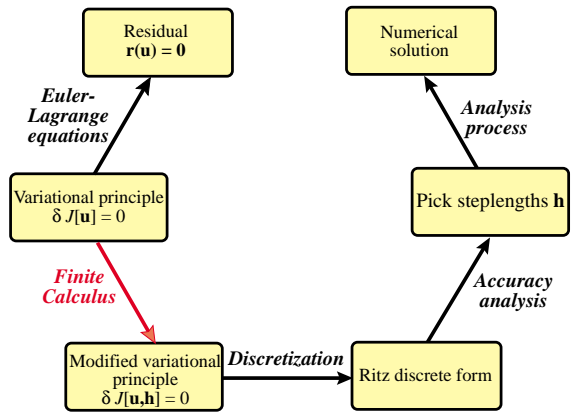 Residual
r(u) = 0
Numerical
solution
Euler-
Lagrange
equations
Analysis
process
Variational principle
δ J[u] = 0
Pick steplengths h
Finite
Calculus
Accuracy
analysis
Modified variational
principle
δ J[u,h] = 0
Discretization
Ritz discrete form